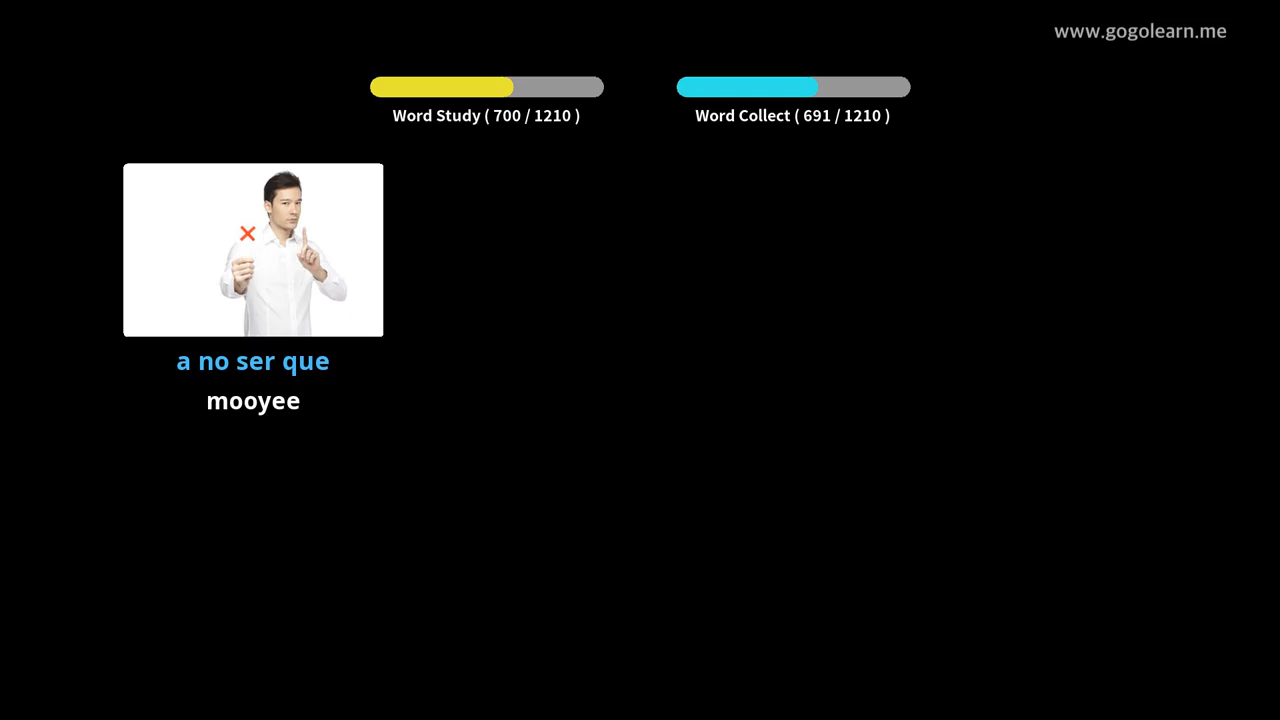 www.gogolearn.me
Word Study ( 700 / 1210 )
Word Collect ( 691 / 1210 )
a no ser que
mooyee